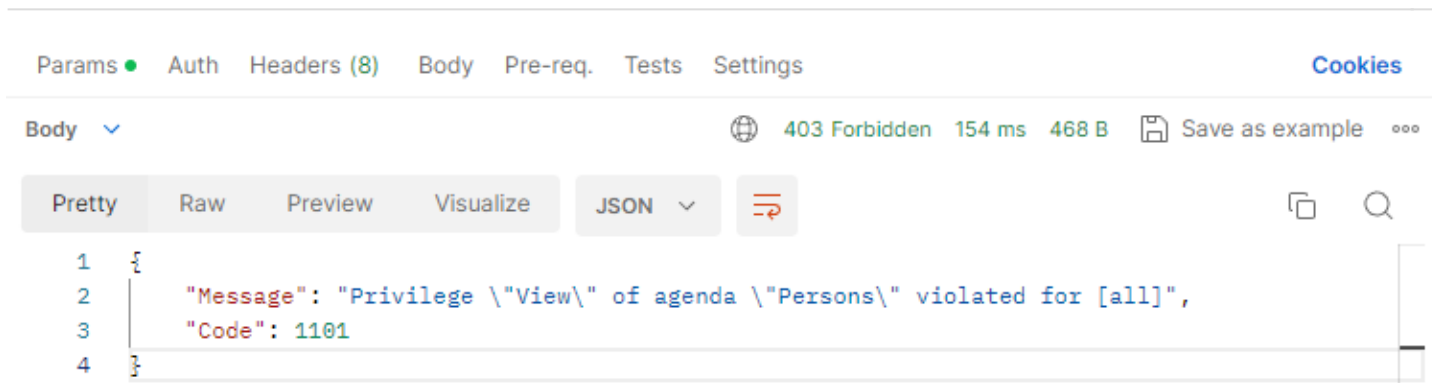 Params Auth Headers (8) Body Pre-req. Tests Settings Cookies
Body 403 Forbidden 154 ms 468 B Save as example
Pretty Raw Preview Visualize JSON
1 {
2 "Message": "Privilege \"View\" of agenda \"Persons\" violated for [all]",
3 "Code": 1101
4 }